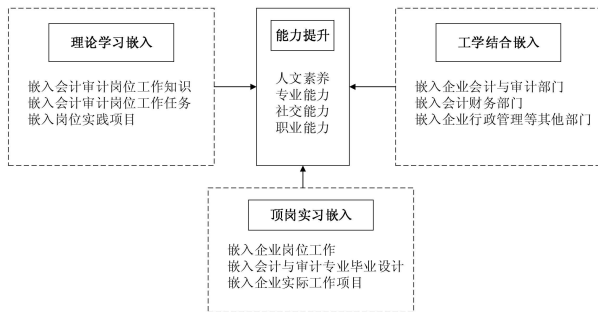 理论学习嵌入
嵌入会计审计岗位工作知识
嵌入会计审计岗位工作任务
嵌入岗位实践项目
能力提升
人文素养
专业能力
社交能力
职业能力
工学结合嵌入
嵌入企业会计与审计部门
嵌入会计财务部门
嵌入企业行政管理等其他部门
顶岗实习嵌入
嵌入企业岗位工作
嵌入会计与审计专业毕业设计
嵌入企业实际工作项目